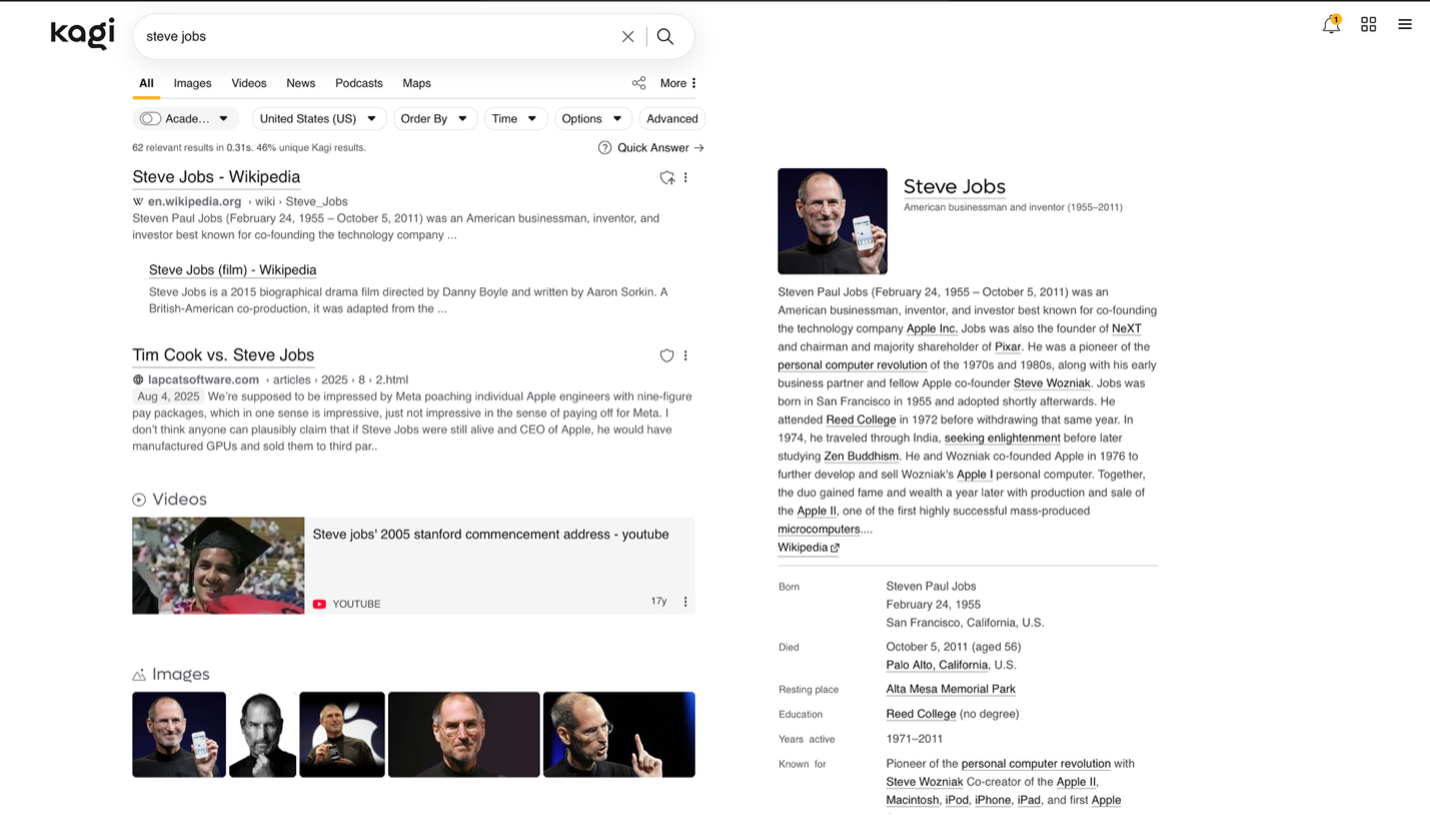 kagi
steve jobs
1
All Images Videos News Podcasts Maps More
Acade... United States (US) Order By Time Options Advanced
62 relevant results in 0.31s. 46% unique Kagi results.
Quick Answer →
Steve Jobs - Wikipedia
W en.wikipedia.org › wiki › Steve_Jobs
Steven Paul Jobs (February 24, 1955 – October 5, 2011) was an American businessman, inventor, and
investor best known for co-founding the technology company ...
Steve Jobs (film) - Wikipedia
Steve Jobs is a 2015 biographical drama film directed by Danny Boyle and written by Aaron Sorkin. A
British-American co-production, it was adapted from the ...
Tim Cook vs. Steve Jobs
lapcatsoftware.com › articles › 2025 › 8 › 2.html
Aug 4, 2025 We're supposed to be impressed by Meta poaching individual Apple engineers with nine-figure
pay packages, which in one sense is impressive, just not impressive in the sense of paying off for Meta. I
don't think anyone can plausibly claim that if Steve Jobs were still alive and CEO of Apple, he would have
manufactured GPUs and sold them to third par..
Videos
Steve jobs' 2005 stanford commencement address - youtube
YOUTUBE
17y
Images
Steve Jobs
American businessman and inventor (1955–2011)
Steven Paul Jobs (February 24, 1955 – October 5, 2011) was an
American businessman, inventor, and investor best known for co-founding
the technology company Apple Inc. Jobs was also the founder of NeXT
and chairman and majority shareholder of Pixar. He was a pioneer of the
personal computer revolution of the 1970s and 1980s, along with his early
business partner and fellow Apple co-founder Steve Wozniak. Jobs was
born in San Francisco in 1955 and adopted shortly afterwards. He
attended Reed College in 1972 before withdrawing that same year. In
1974, he traveled through India, seeking enlightenment before later
studying Zen Buddhism. He and Wozniak co-founded Apple in 1976 to
further develop and sell Wozniak's Apple I personal computer. Together,
the duo gained fame and wealth a year later with production and sale of
the Apple II, one of the first highly successful mass-produced
microcomputers....
Wikipedia
Born Steven Paul Jobs
February 24, 1955
San Francisco, California, U.S.
Died October 5, 2011 (aged 56)
Palo Alto, California, U.S.
Resting place Alta Mesa Memorial Park
Education Reed College (no degree)
Years active 1971–2011
Known for Pioneer of the personal computer revolution with
Steve Wozniak Co-creator of the Apple II,
Macintosh, iPod, iPhone, iPad, and first Apple